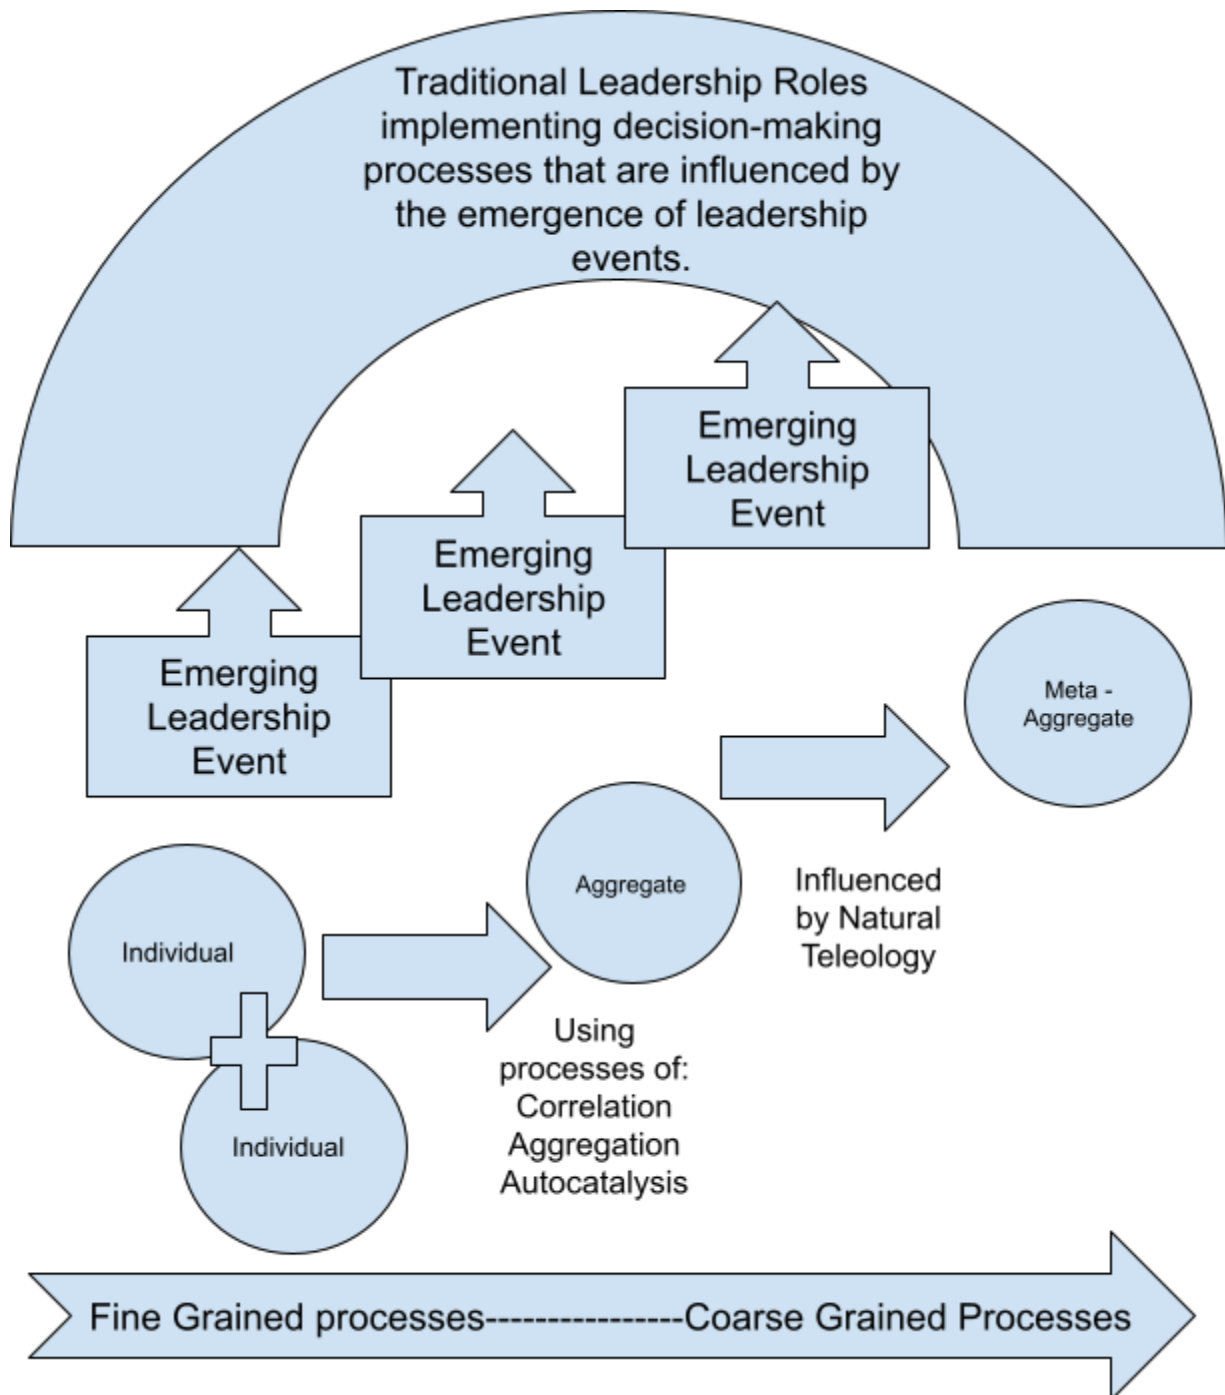 Traditional Leadership Roles
implementing decision-making
processes that are influenced by
the emergence of leadership
events.
Emerging
Leadership
Event
Emerging
Leadership
Event
Emerging
Leadership
Event
Meta -
Aggregate
Aggregate
Influenced
by Natural
Teleology
Individual
Individual
Using
processes of:
Correlation
Aggregation
Autocatalysis
Fine Grained processes----------------Coarse Grained Processes